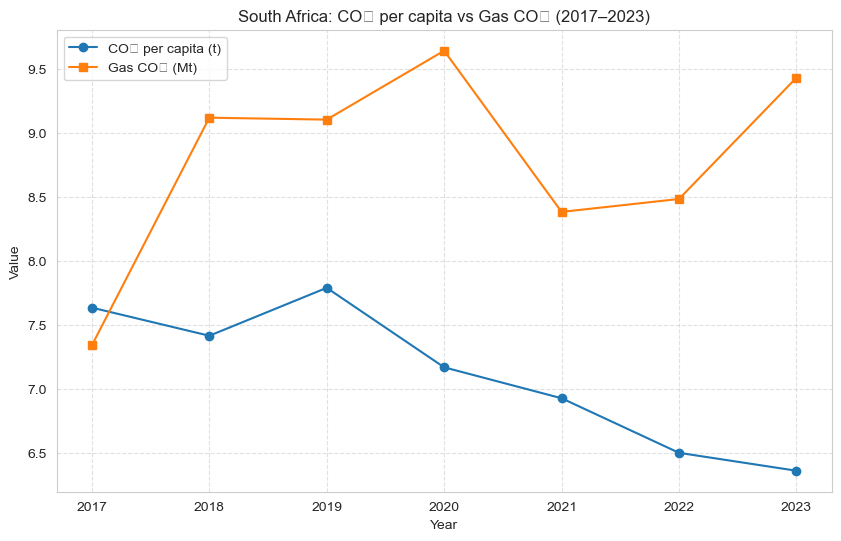 South Africa: CO▯ per capita vs Gas CO▯ (2017–2023)
CO▯ per capita (t)
Gas CO▯ (Mt)
Value
9.5
9.0
8.5
8.0
7.5
7.0
6.5
2017 2018 2019 2020 2021 2022 2023
Year